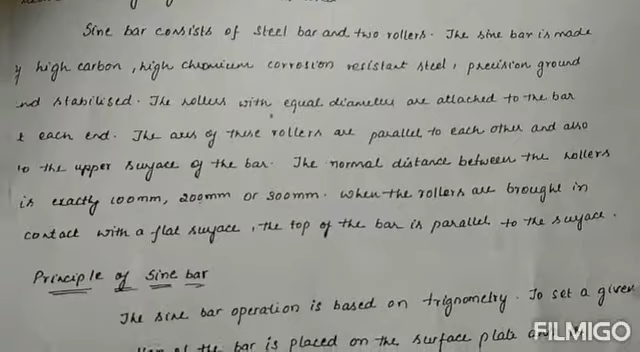 Sine bar consists of steel bar and two rollers. The sine bar is made
y high carbon, high chromium corrosion resistant steel, precision ground
nd stabilised. The rollers with equal diameter are attached to the bar
t each end. The axes of these rollers are parallel to each other and also
to the upper surface of the bar. The normal distance between the rollers
is exactly 100mm, 200mm or 300mm. When the rollers are brought in
contact with a flat surface, the top of the bar is parallel to the surface.
Principle of Sine bar
The sine bar operation is based on trignometry. To set a given
of the bar is placed on the surface plate
FILMIGO